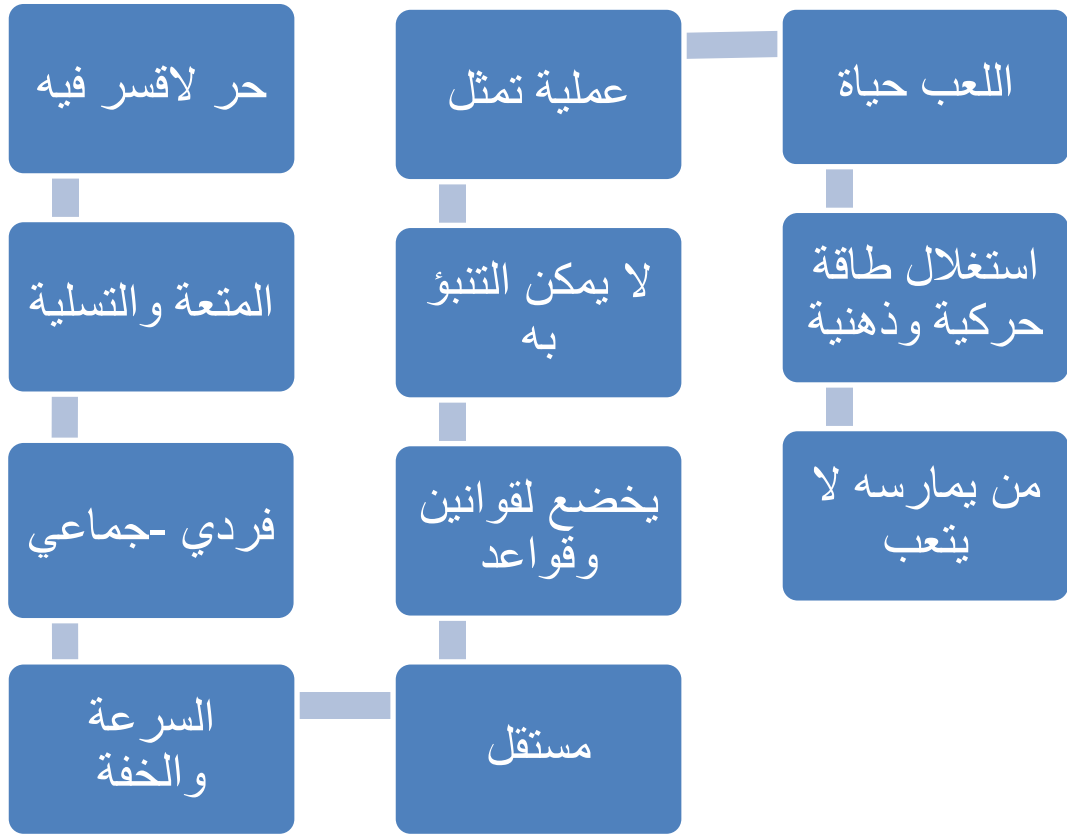 حر لاقسر فيه
المتعة والتسلية
فردي -جماعي
السرعة
والخفة
مستقل
يخضع لقوانين
وقواعد
لا يمكن التنبؤ
به
عملية تمثل
اللعب حياة
استغلال طاقة
حركية وذهنية
من يمارسه لا
يتعب